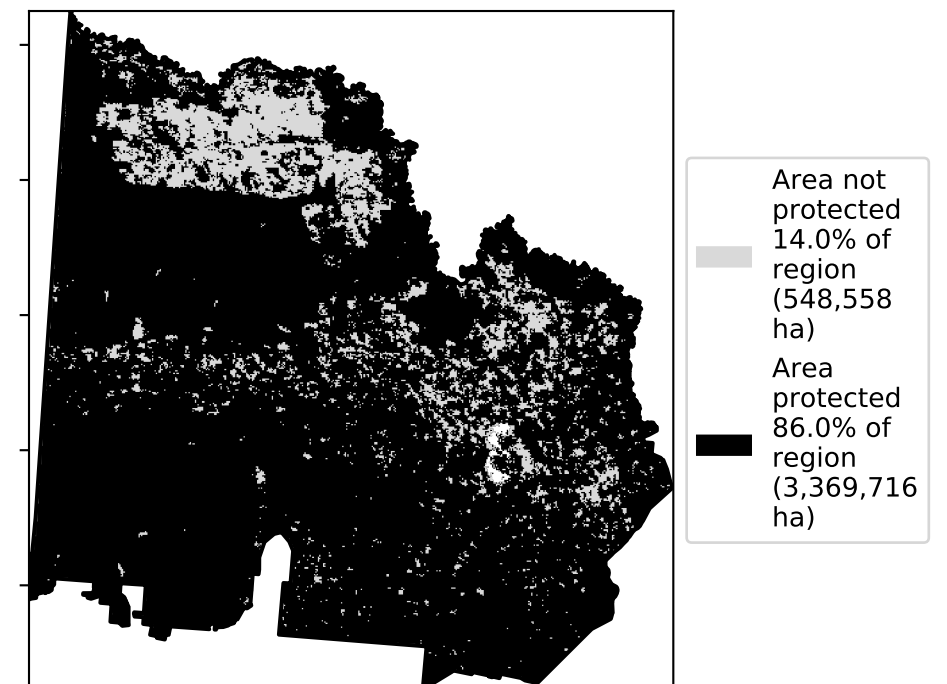 Area not
protected
14.0% of
region
(548,558
ha)
Area
protected
86.0% of
region
(3,369,716
ha)